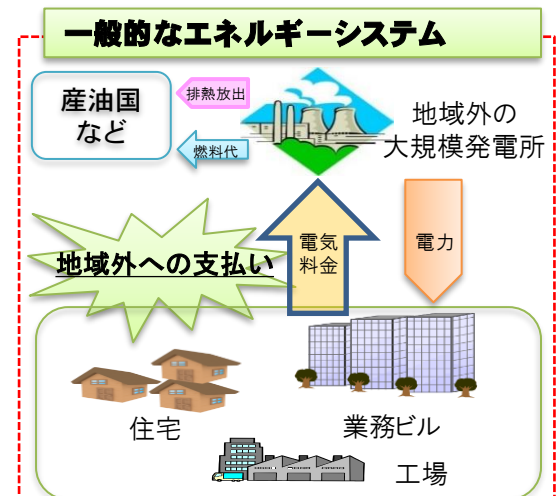 一般的なエネルギーシステム
産油国
など
排熱放出
燃料代
地域外の
大規模発電所
地域外への支払い
電気
料金
電力
住宅
業務ビル
工場